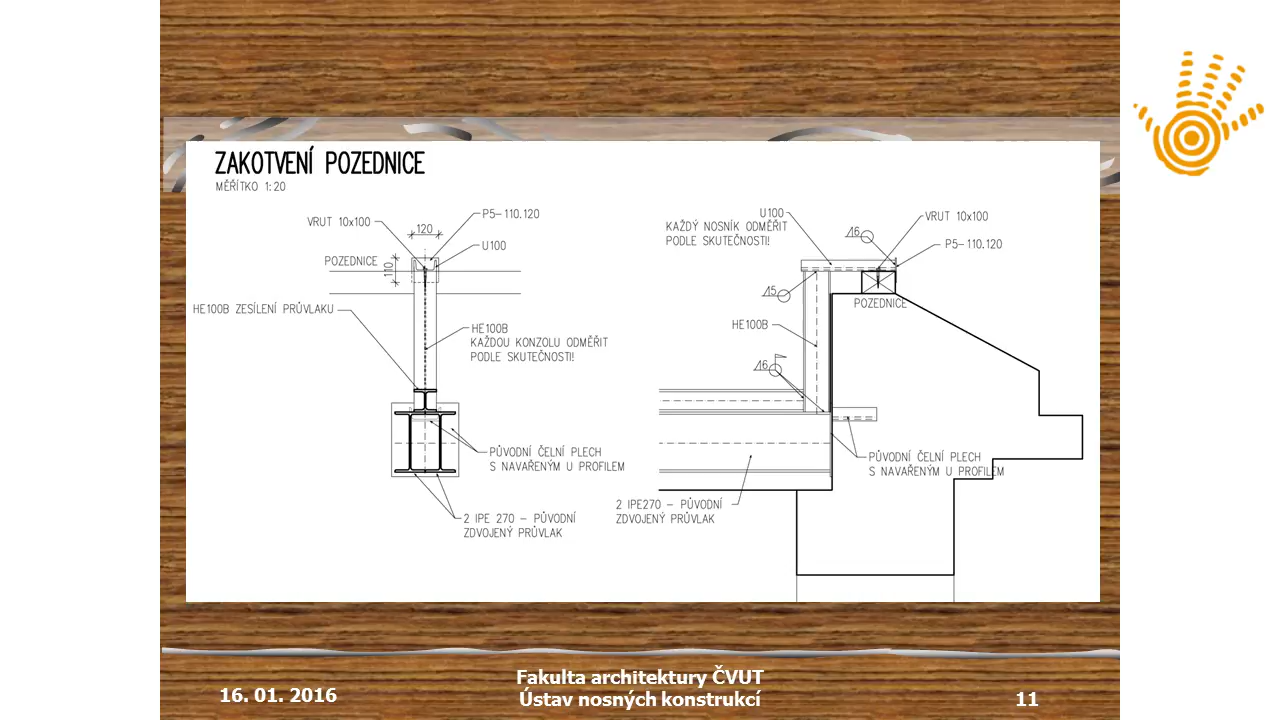 ZAKOTVENÍ POZEDNICE
MĚŘÍTKO 1:20
VRUT 10x100
120
P5-110.120
U100
POZEDNICE
110
HE100B ZESÍLENÍ PRŮVLAKU
HE100B
KAŽDOU KONZOLU ODMĚŘIT
PODLE SKUTEČNOSTI!
PŮVODNÍ ČELNÍ PLECH
S NAVAŘENÝM U PROFILEM
2 IPE 270 - PŮVODNÍ
ZDVOJENÝ PRŮVLAK
U100
KAŽDÝ NOSNÍK ODMĚŘIT
PODLE SKUTEČNOSTI!
6
VRUT 10x100
P5-110.120
5
POZEDNICE
HE100B
6
PŮVODNÍ ČELNÍ PLECH
S NAVAŘENÝM U PROFILEM
2 IPE270 - PŮVODNÍ
ZDVOJENÝ PRŮVLAK
16. 01. 2016
Fakulta architektury ČVUT
Ústav nosných konstrukcí
11